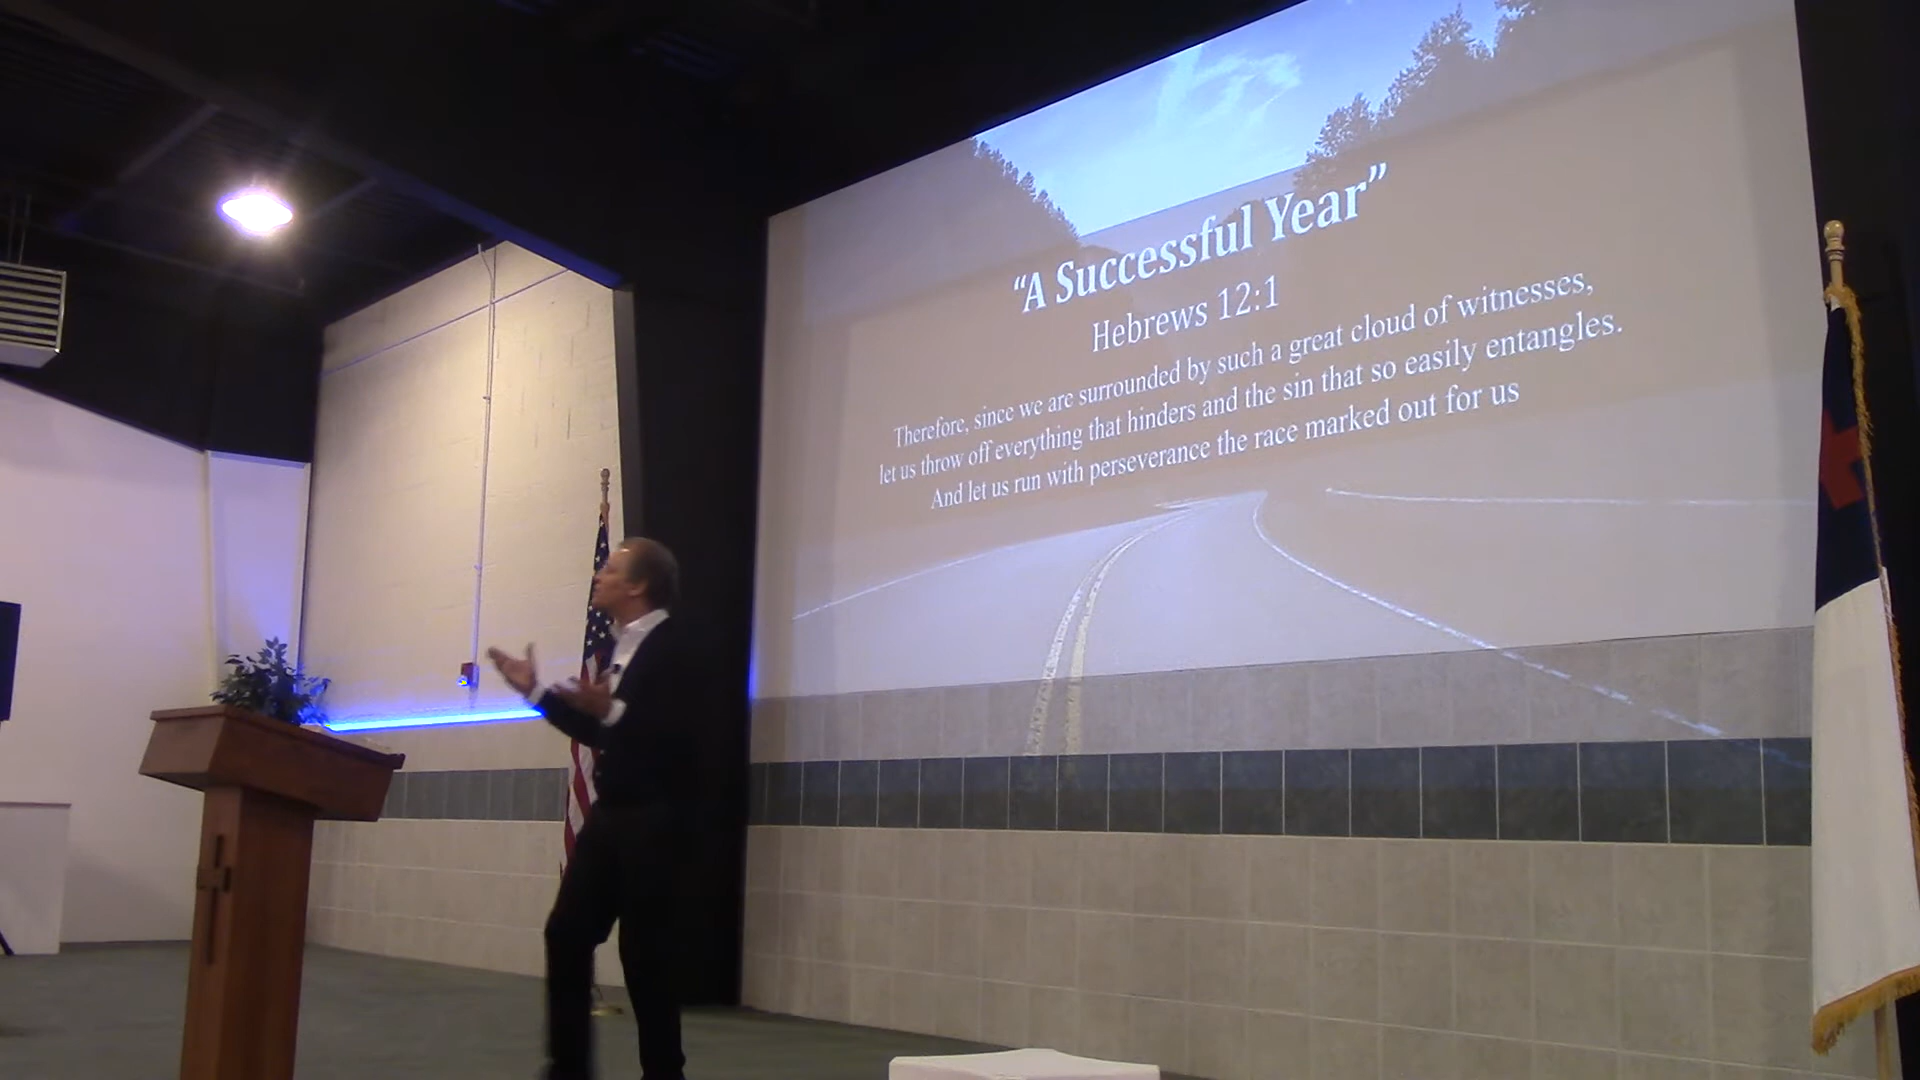 “A Successful Year”
Hebrews 12:1
Therefore, since we are surrounded by such a great cloud of witnesses,
let us throw off everything that hinders and the sin that so easily entangles.
And let us run with perseverance the race marked out for us